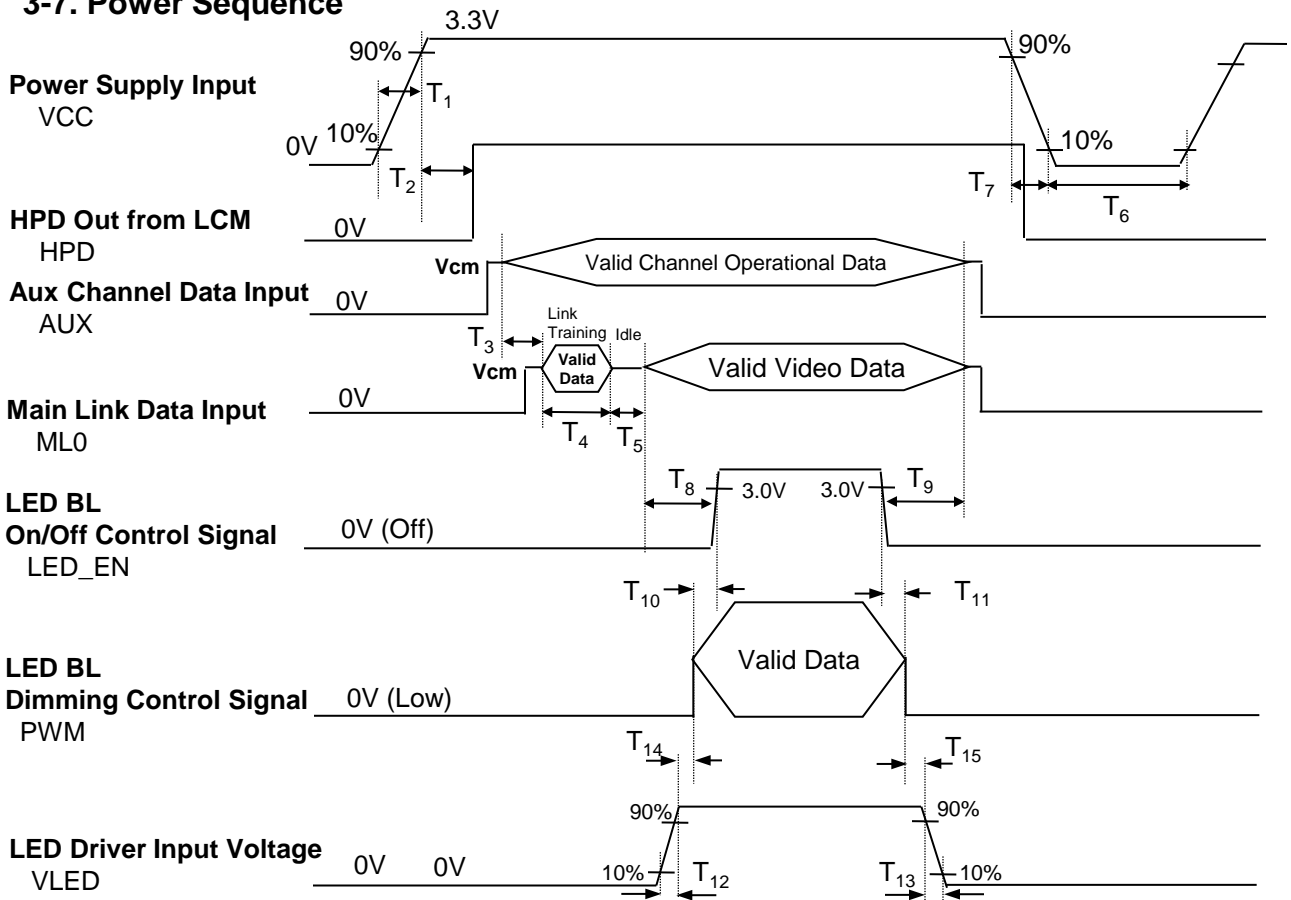 3-7. Power Sequence
3.3V
90%
90%
Power Supply Input
VCC
T1
0V
10%
10%
T2
T7
T6
HPD Out from LCM
HPD
0V
Vcm
Valid Channel Operational Data
Aux Channel Data Input
AUX
0V
Link
Training
Idle
T3
Vcm
Valid
Data
Valid Video Data
Main Link Data Input
ML0
0V
T4
T5
LED BL
On/Off Control Signal
LED_EN
0V (Off)
T8
3.0V
3.0V
T9
T10
T11
LED BL
Dimming Control Signal
PWM
0V (Low)
Valid Data
T14
T15
90%
90%
LED Driver Input Voltage
VLED
0V
0V
10%
T12
T13
10%